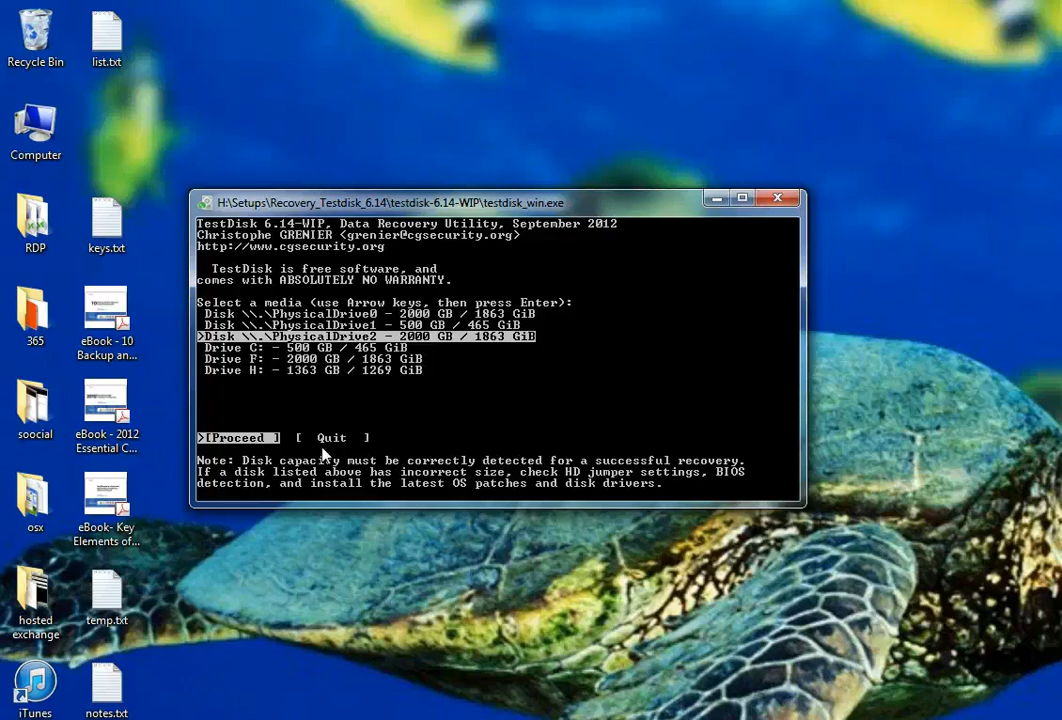 Recycle Bin
list.txt
Computer
RDP
keys.txt
365
eBook - 10
Backup an...
soocial
eBook - 2012
Essential C...
osx
eBook- Key
Elements of...
hosted
exchange
temp.txt
iTunes
notes.txt
H:\Setups\Recovery_Testdisk_6.14\testdisk-6.14-WIP\testdisk_win.exe
TestDisk 6.14-WIP, Data Recovery Utility, September 2012
Christophe GRENIER <grenier@cgsecurity.org>
http://www.cgsecurity.org
TestDisk is free software, and
comes with ABSOLUTELY NO WARRANTY.
Select a media (use Arrow keys, then press Enter):
Disk \\.\PhysicalDrive0 - 2000 GB / 1863 GiB
Disk \\.\PhysicalDrive1 - 500 GB / 465 GiB
>Disk \\.\PhysicalDrive2 - 2000 GB / 1863 GiB
Drive C: - 500 GB / 465 GiB
Drive F: - 2000 GB / 1863 GiB
Drive H: - 1363 GB / 1269 GiB
>[Proceed ] [ Quit ]
Note: Disk capacity must be correctly detected for a successful recovery.
If a disk listed above has incorrect size, check HD jumper settings, BIOS
detection, and install the latest OS patches and disk drivers.